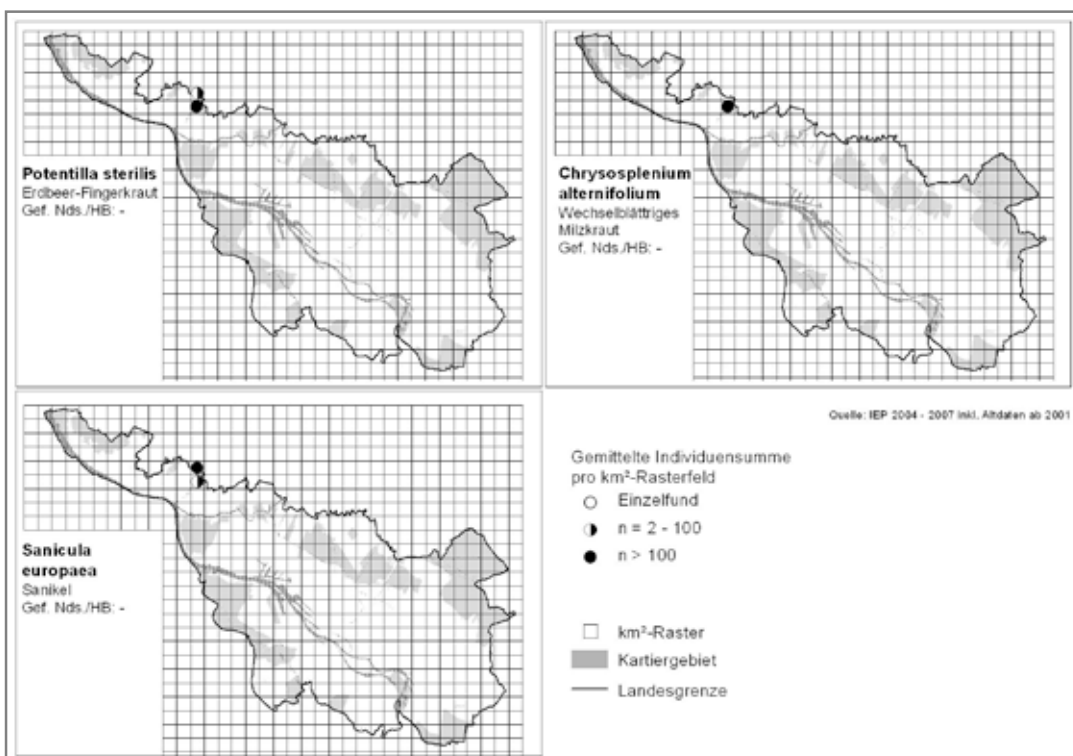 Potentilla sterilis
Erdbeer-Fingerkraut
Gef. Nds./HB: -
Chrysosplenium
alternifolium
Wechselblättriges
Milzkraut
Gef. Nds./HB: -
Sanicula
europaea
Sanikel
Gef. Nds./HB: -
Quelle: IEP 2004 - 2007 inkl. Altdaten ab 2001
Gemittelte Individuensumme
pro km²-Rasterfeld
Einzelfund
n = 2 - 100
n > 100
km²-Raster
Kartiergebiet
Landesgrenze